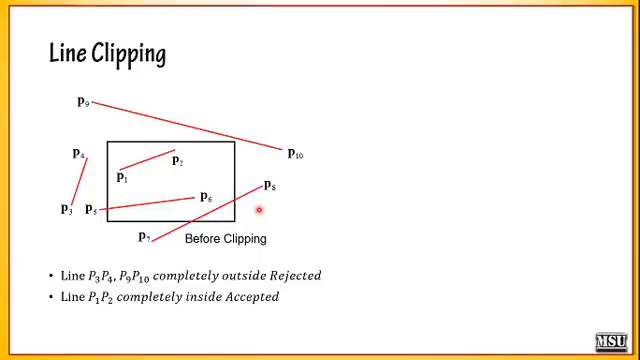 Line Clipping
p9
p4
p10
p2
p1
p8
p3
p5
p6
p7
Before Clipping
• Line P3P4, P9P10 completely outside Rejected
• Line P1P2 completely inside Accepted
MSU